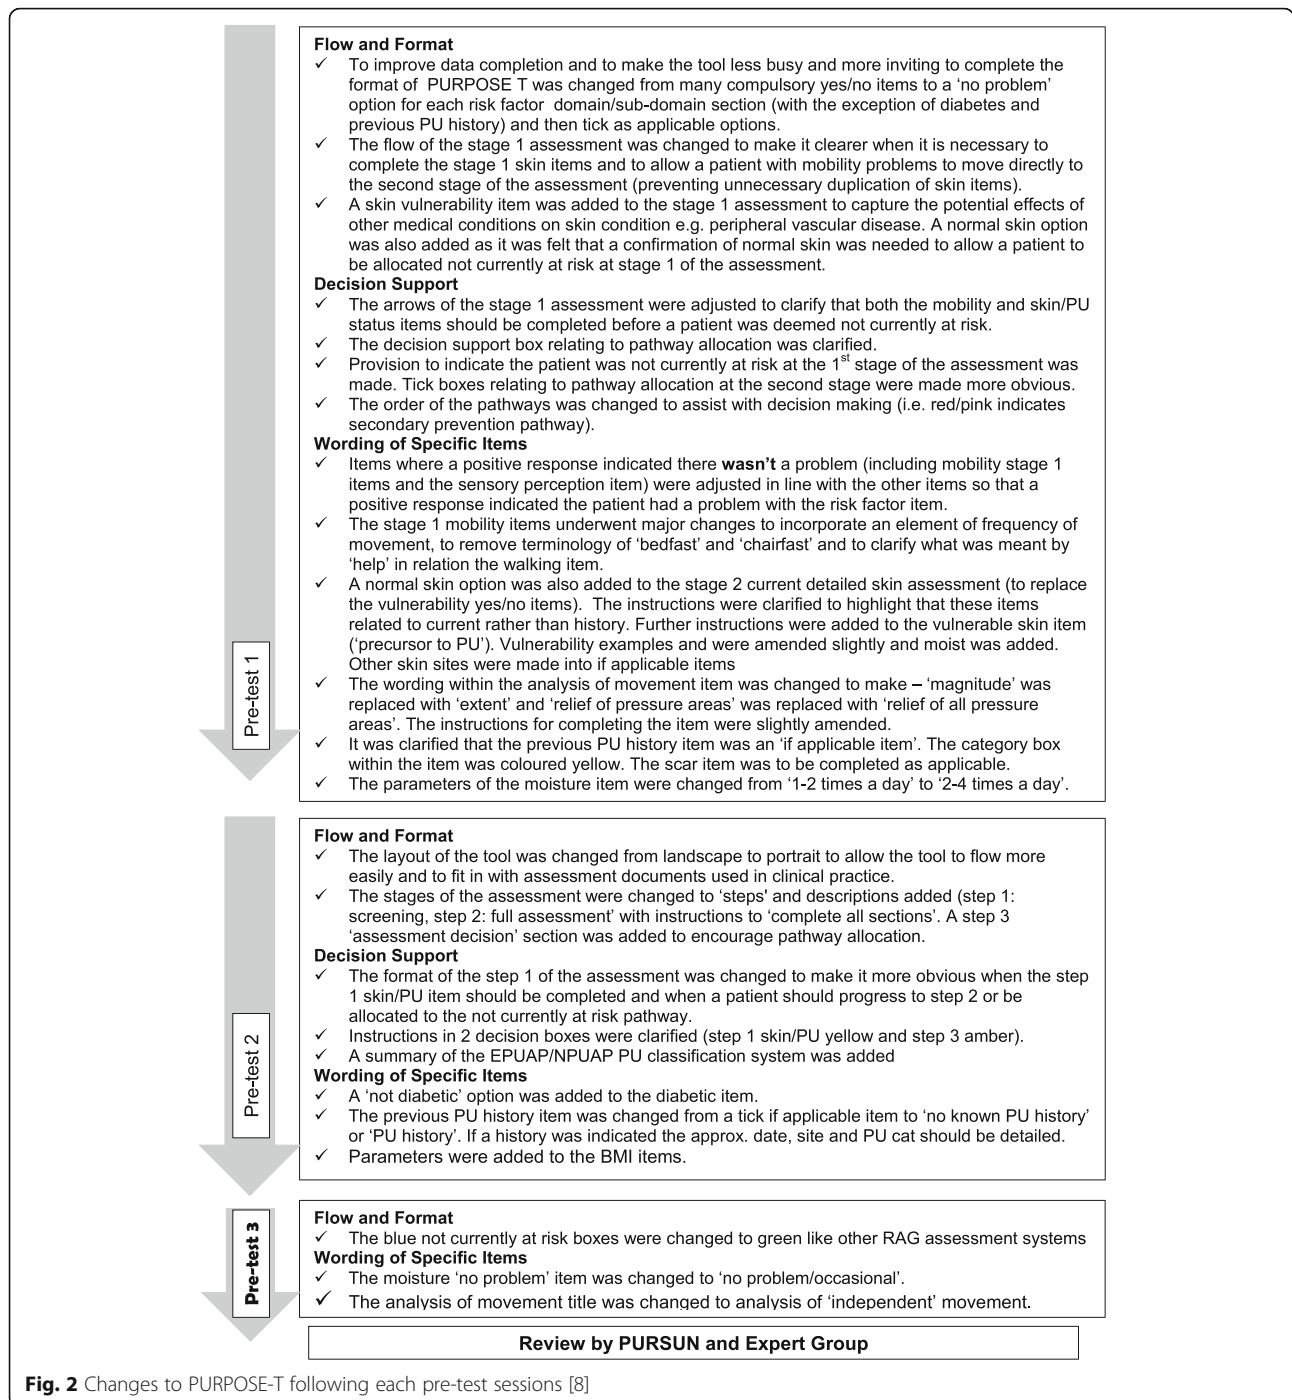 Flow and Format
✓ To improve data completion and to make the tool less busy and more inviting to complete the
format of PURPOSE T was changed from many compulsory yes/no items to a ‘no problem’
option for each risk factor domain/sub-domain section (with the exception of diabetes and
previous PU history) and then tick as applicable options.
✓ The flow of the stage 1 assessment was changed to make it clearer when it is necessary to
complete the stage 1 skin items and to allow a patient with mobility problems to move directly to
the second stage of the assessment (preventing unnecessary duplication of skin items).
✓ A skin vulnerability item was added to the stage 1 assessment to capture the potential effects of
other medical conditions on skin condition e.g. peripheral vascular disease. A normal skin option
was also added as it was felt that a confirmation of normal skin was needed to allow a patient to
be allocated not currently at risk at stage 1 of the assessment.
Decision Support
✓ The arrows of the stage 1 assessment were adjusted to clarify that both the mobility and skin/PU
status items should be completed before a patient was deemed not currently at risk.
✓ The decision support box relating to pathway allocation was clarified.
✓ Provision to indicate the patient was not currently at risk at the 1st stage of the assessment was
made. Tick boxes relating to pathway allocation at the second stage were made more obvious.
✓ The order of the pathways was changed to assist with decision making (i.e. red/pink indicates
secondary prevention pathway).
Wording of Specific Items
✓ Items where a positive response indicated there wasn’t a problem (including mobility stage 1
items and the sensory perception item) were adjusted in line with the other items so that a
positive response indicated the patient had a problem with the risk factor item.
✓ The stage 1 mobility items underwent major changes to incorporate an element of frequency of
movement, to remove terminology of ‘bedfast’ and ‘chairfast’ and to clarify what was meant by
‘help’ in relation the walking item.
✓ A normal skin option was also added to the stage 2 current detailed skin assessment (to replace
the vulnerability yes/no items). The instructions were clarified to highlight that these items
related to current rather than history. Further instructions were added to the vulnerable skin item
(‘precursor to PU’). Vulnerability examples and were amended slightly and moist was added.
Other skin sites were made into if applicable items
✓ The wording within the analysis of movement item was changed to make – ‘magnitude’ was
replaced with ‘extent’ and ‘relief of pressure areas’ was replaced with ‘relief of all pressure
areas’. The instructions for completing the item were slightly amended.
✓ It was clarified that the previous PU history item was an ‘if applicable item’. The category box
within the item was coloured yellow. The scar item was to be completed as applicable.
✓ The parameters of the moisture item were changed from ‘1-2 times a day’ to ‘2-4 times a day’.
Pre-test 1
Flow and Format
✓ The layout of the tool was changed from landscape to portrait to allow the tool to flow more
easily and to fit in with assessment documents used in clinical practice.
✓ The stages of the assessment were changed to ‘steps' and descriptions added (step 1:
screening, step 2: full assessment’ with instructions to ‘complete all sections’. A step 3
‘assessment decision’ section was added to encourage pathway allocation.
Decision Support
✓ The format of the step 1 of the assessment was changed to make it more obvious when the step
1 skin/PU item should be completed and when a patient should progress to step 2 or be
allocated to the not currently at risk pathway.
✓ Instructions in 2 decision boxes were clarified (step 1 skin/PU yellow and step 3 amber).
✓ A summary of the EPUAP/NPUAP PU classification system was added
Wording of Specific Items
✓ A ‘not diabetic’ option was added to the diabetic item.
✓ The previous PU history item was changed from a tick if applicable item to ‘no known PU history’
or ‘PU history’. If a history was indicated the approx. date, site and PU cat should be detailed.
✓ Parameters were added to the BMI items.
Pre-test 2
Flow and Format
✓ The blue not currently at risk boxes were changed to green like other RAG assessment systems
Wording of Specific Items
✓ The moisture ‘no problem’ item was changed to ‘no problem/occasional’.
✓ The analysis of movement title was changed to analysis of ‘independent’ movement.
Pre-test 3
Review by PURSUN and Expert Group
Fig. 2 Changes to PURPOSE-T following each pre-test sessions [8]